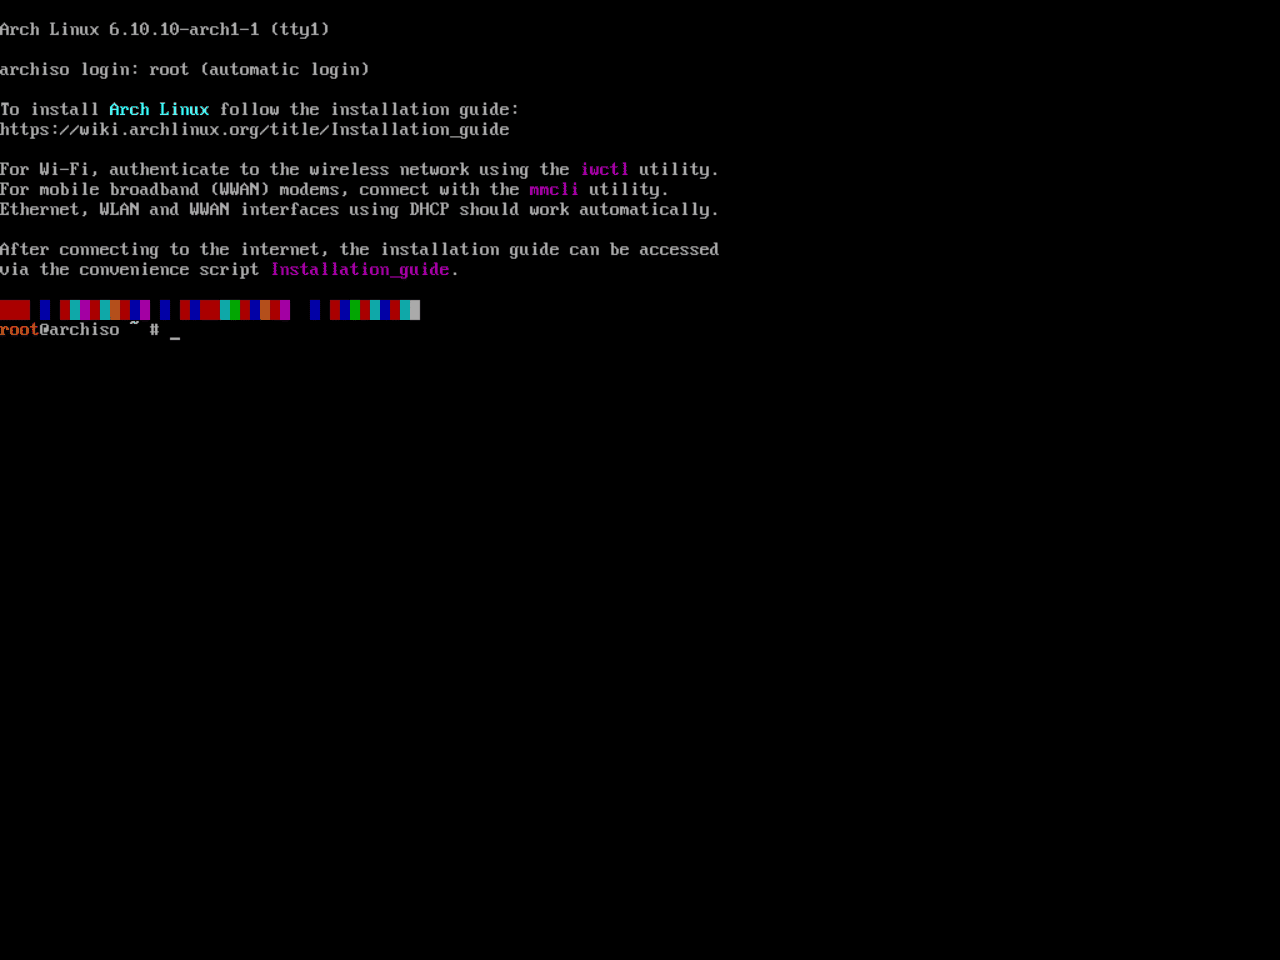 Arch Linux 6.10.10-arch1-1 (tty1)
archiso login: root (automatic login)
To install Arch Linux follow the installation guide:
https://wiki.archlinux.org/title/Installation_guide
For Wi-Fi, authenticate to the wireless network using the iwctl utility.
For mobile broadband (WWAN) modems, connect with the mmcli utility.
Ethernet, WLAN and WWAN interfaces using DHCP should work automatically.
After connecting to the internet, the installation guide can be accessed
via the convenience script Installation_guide.
root@archiso ~ # _